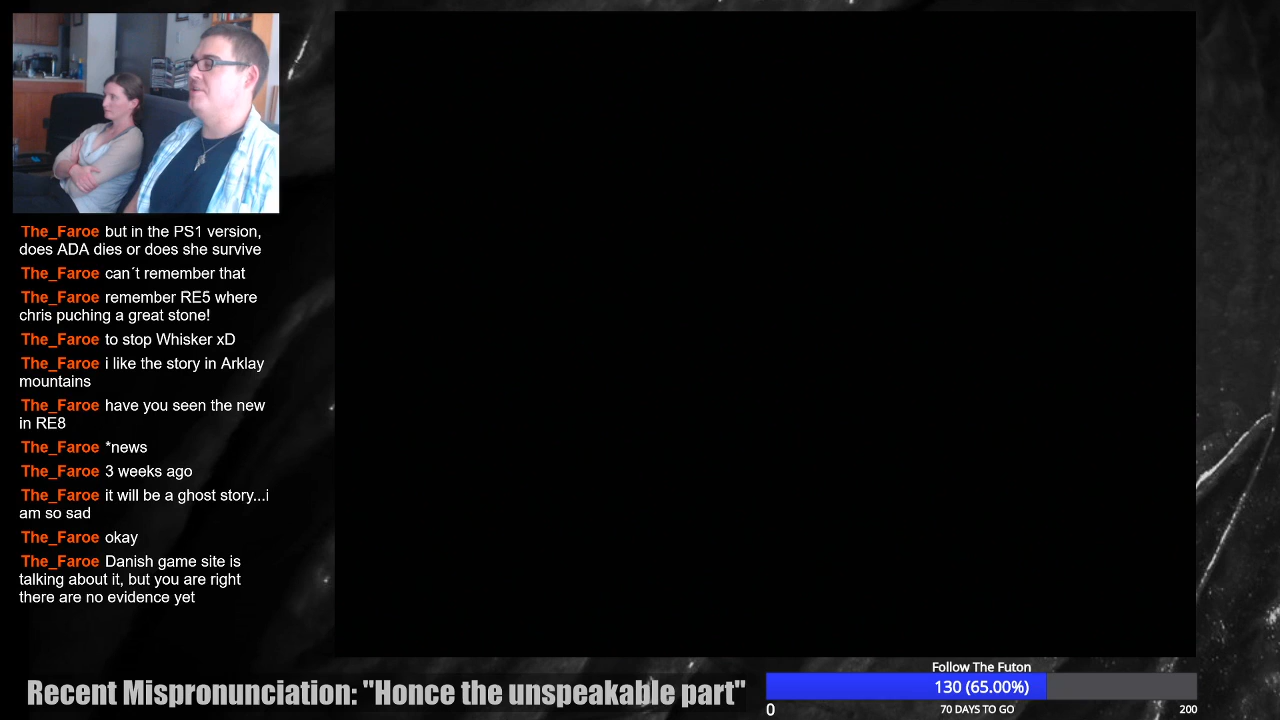 The_Faroe but in the PS1 version,
does ADA dies or does she survive
The_Faroe can´t remember that
The_Faroe remember RE5 where
chris puching a great stone!
The_Faroe to stop Whisker xD
The_Faroe i like the story in Arklay
mountains
The_Faroe have you seen the new
in RE8
The_Faroe *news
The_Faroe 3 weeks ago
The_Faroe it will be a ghost story...i
am so sad
The_Faroe okay
The_Faroe Danish game site is
talking about it, but you are right
there are no evidence yet
Recent Mispronunciation: "Honce the unspeakable part"
Follow The Futon
130 (65.00%)
0
70 DAYS TO GO
200